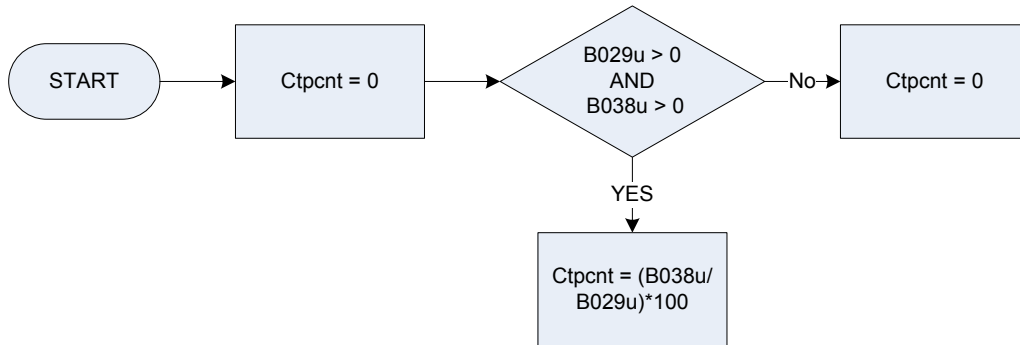 START
Ctpcnt = 0
B029u > 0
AND
B038u > 0
No
Ctpcnt = 0
YES
Ctpcnt = (B038u/
B029u)*100